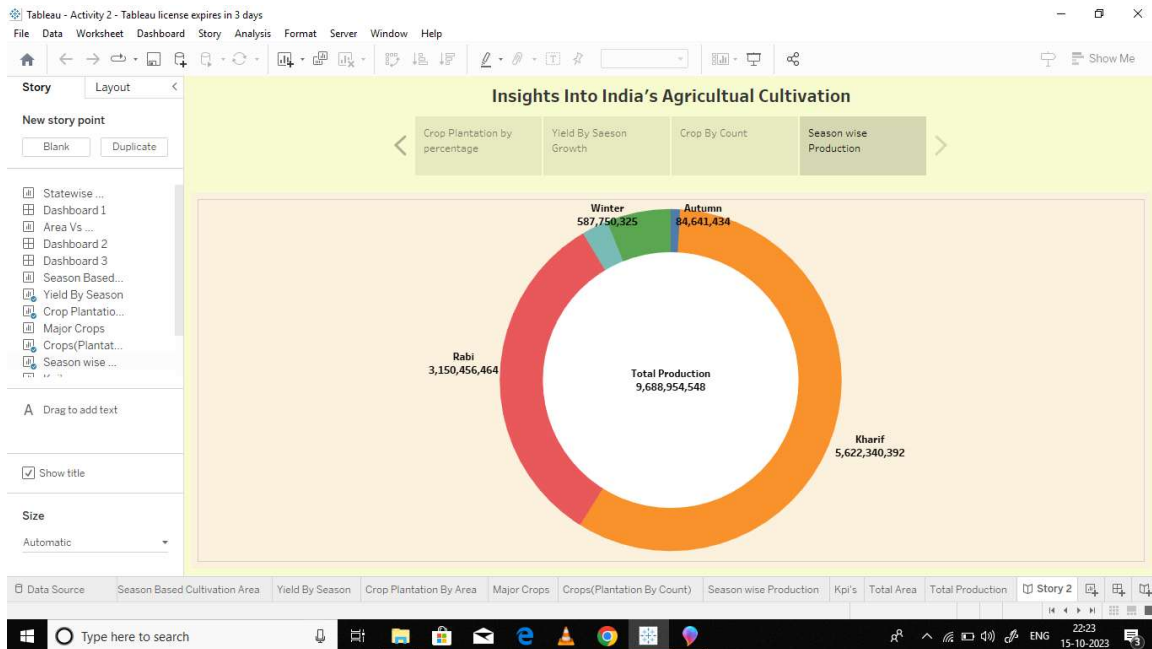 Tableau - Activity 2 - Tableau license expires in 3 days
File Data Worksheet Dashboard Story Analysis Format Server Window Help
Show Me
Story Layout
New story point
Blank Duplicate
Statewise ...
Dashboard 1
Area Vs ...
Dashboard 2
Dashboard 3
Season Based...
Yield By Season
Crop Plantatio...
Major Crops
Crops(Plantat...
Season wise ...
A Drag to add text
Show title
Size
Automatic
Insights Into India's Agricultual Cultivation
Crop Plantation by
percentage
Yield By Saeson
Growth
Crop By Count
Season wise
Production
Winter
587,750,325
Autumn
84,641,434
Rabi
3,150,456,464
Total Production
9,688,954,548
Kharif
5,622,340,392
Data Source Season Based Cultivation Area Yield By Season Crop Plantation By Area Major Crops Crops(Plantation By Count) Season wise Production Kpi's Total Area Total Production Story 2
Type here to search
ENG
22:23
15-10-2023
3